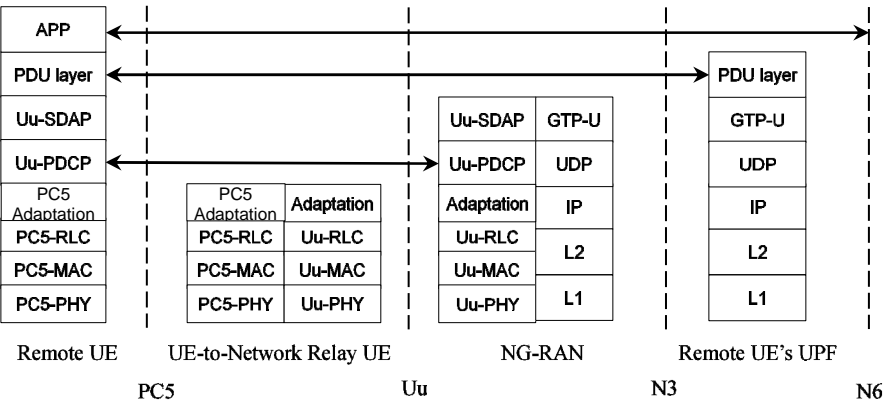 APP
PDU layer
PDU layer
Uu-SDAP
Uu-SDAP
GTP-U
GTP-U
Uu-PDCP
Uu-PDCP
UDP
UDP
PC5
Adaptation
PC5
Adaptation
Adaptation
Adaptation
IP
IP
PC5-RLC
PC5-RLC
Uu-RLC
Uu-RLC
L2
L2
PC5-MAC
PC5-MAC
Uu-MAC
Uu-MAC
PC5-PHY
PC5-PHY
Uu-PHY
Uu-PHY
L1
L1
Remote UE
UE-to-Network Relay UE
NG-RAN
Remote UE's UPF
PC5
Uu
N3
N6